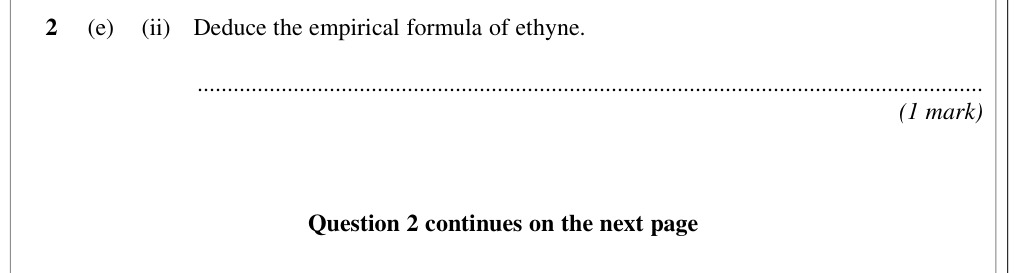 2 (e) (ii) Deduce the empirical formula of ethyne.
....................................................................................................................................
(1 mark)
Question 2 continues on the next page